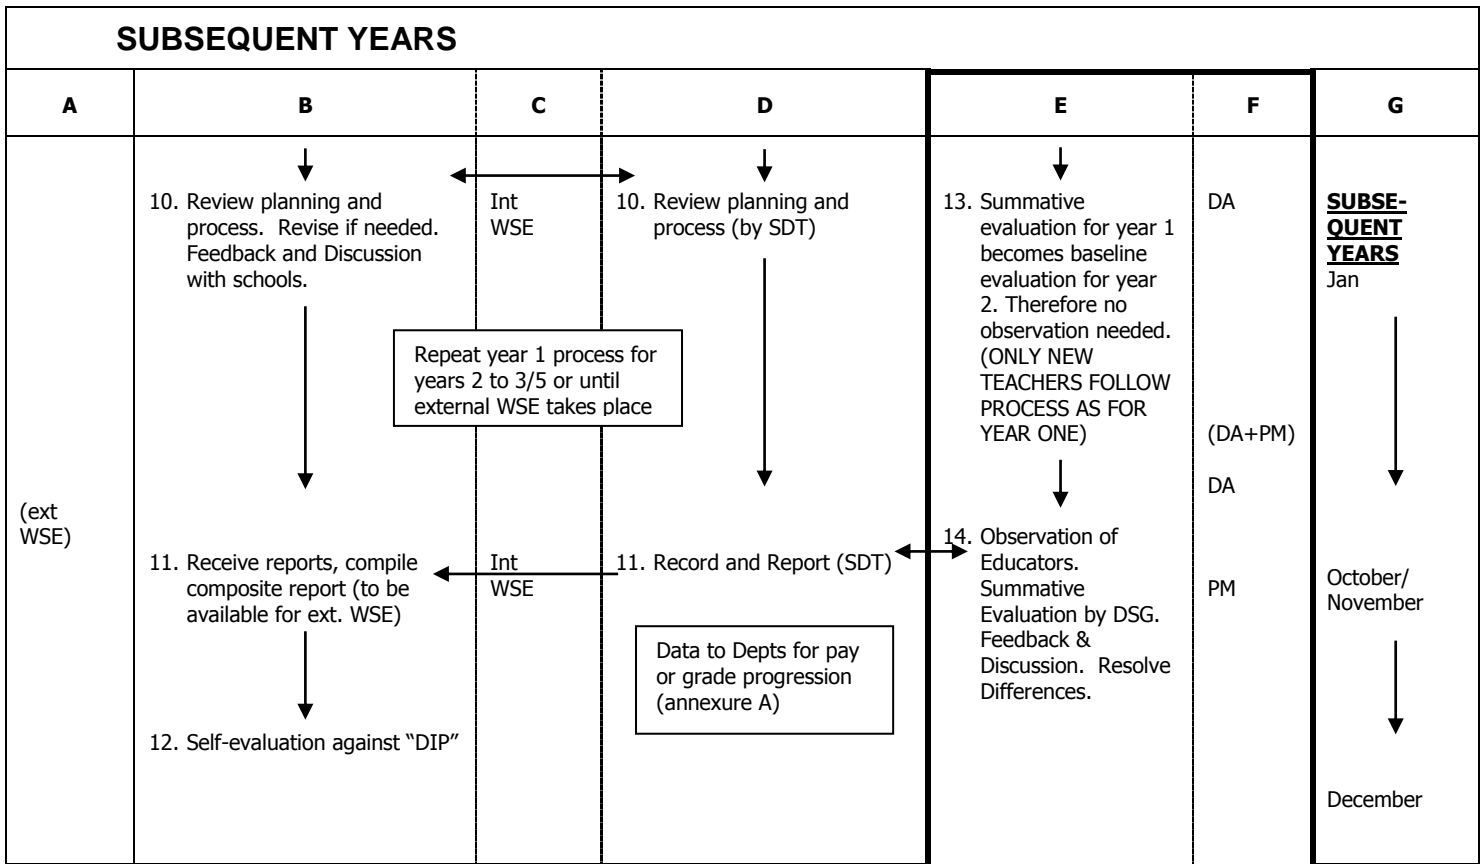 SUBSEQUENT YEARS
A
B
C
D
E
F
G
10. Review planning and
process. Revise if needed.
Feedback and Discussion
with schools.
Int
WSE
10. Review planning and
process (by SDT)
13. Summative
evaluation for year 1
becomes baseline
evaluation for year
2. Therefore no
observation needed.
(ONLY NEW
TEACHERS FOLLOW
PROCESS AS FOR
YEAR ONE)
DA
(DA+PM)
DA
SUBSE-
QUENT
YEARS
Jan
Repeat year 1 process for
years 2 to 3/5 or until
external WSE takes place
(ext
WSE)
11. Receive reports, compile
composite report (to be
available for ext. WSE)
Int
WSE
11. Record and Report (SDT)
14. Observation of
Educators.
Summative
Evaluation by DSG.
Feedback &
Discussion. Resolve
Differences.
PM
October/
November
Data to Depts for pay
or grade progression
(annexure A)
12. Self-evaluation against “DIP”
December